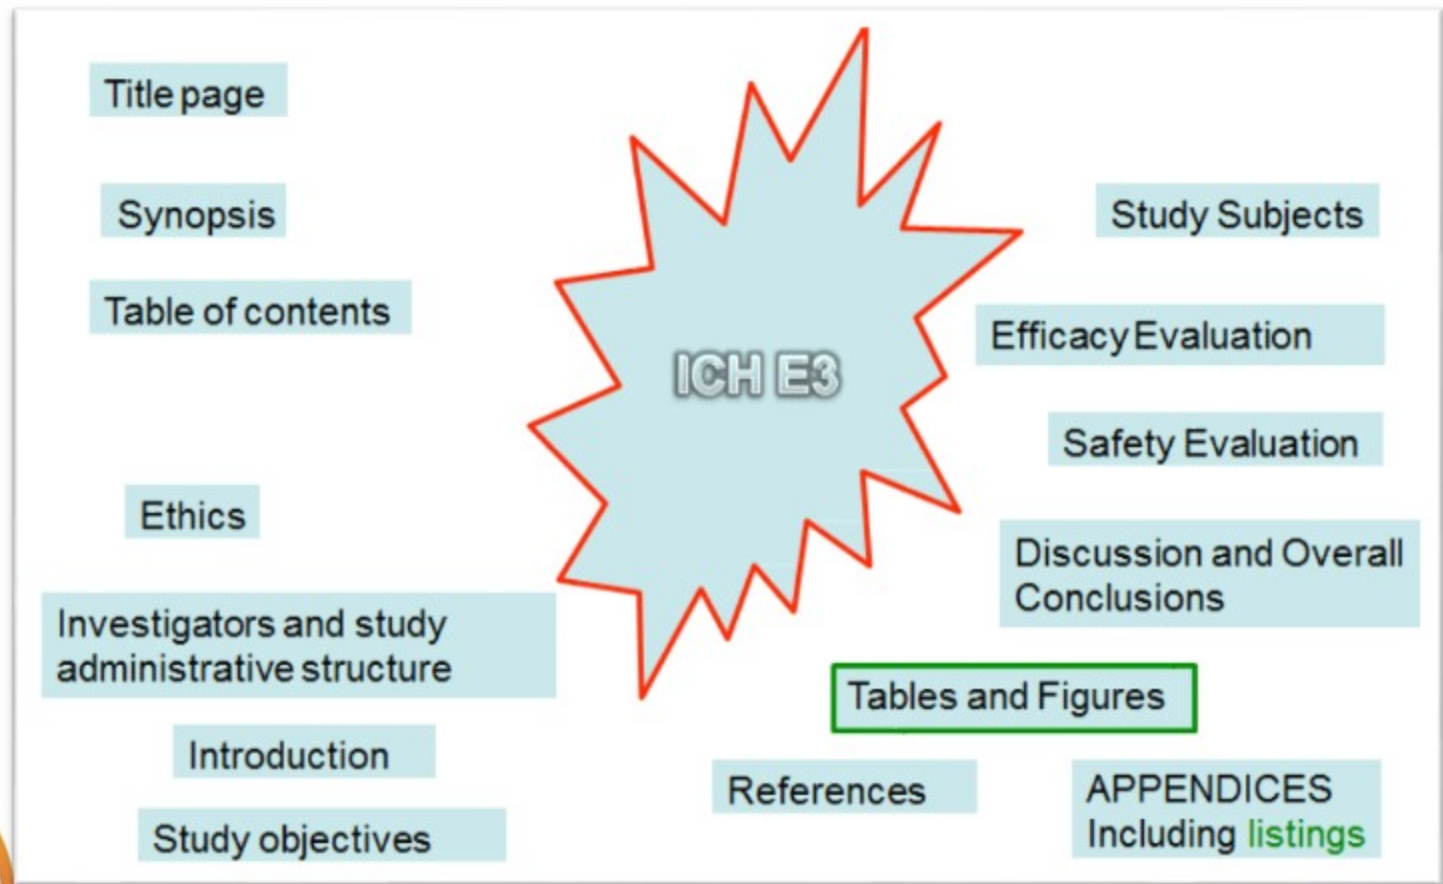 Title page
Synopsis
Table of contents
Ethics
Investigators and study
administrative structure
Introduction
Study objectives
ICH E3
Study Subjects
Efficacy Evaluation
Safety Evaluation
Discussion and Overall
Conclusions
Tables and Figures
References
APPENDICES
Including listings